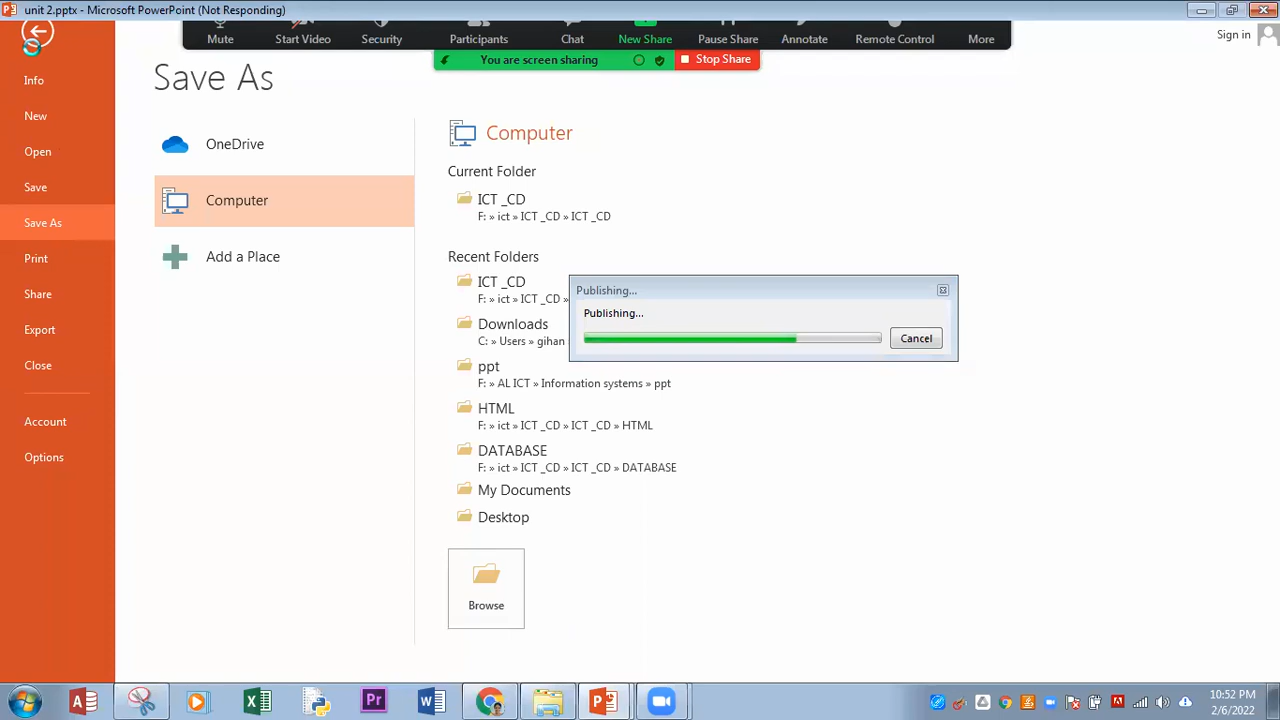 unit 2.pptx - Microsoft PowerPoint (Not Responding)
Mute
Start Video
Security
Participants
Chat
New Share
Pause Share
Annotate
Remote Control
More
Sign in
You are screen sharing
Stop Share
Info
New
Open
Save
Save As
Print
Share
Export
Close
Account
Options
Save As
OneDrive
Computer
Add a Place
Computer
Current Folder
ICT _CD
F: » ict » ICT _CD » ICT _CD
Recent Folders
ICT _CD
F: » ict » ICT _CD »
Downloads
C: » Users » gihan
ppt
F: » AL ICT » Information systems » ppt
HTML
F: » ict » ICT _CD » ICT _CD » HTML
DATABASE
F: » ict » ICT _CD » ICT _CD » DATABASE
My Documents
Desktop
Browse
Publishing...
Publishing...
Cancel
10:52 PM
2/6/2022